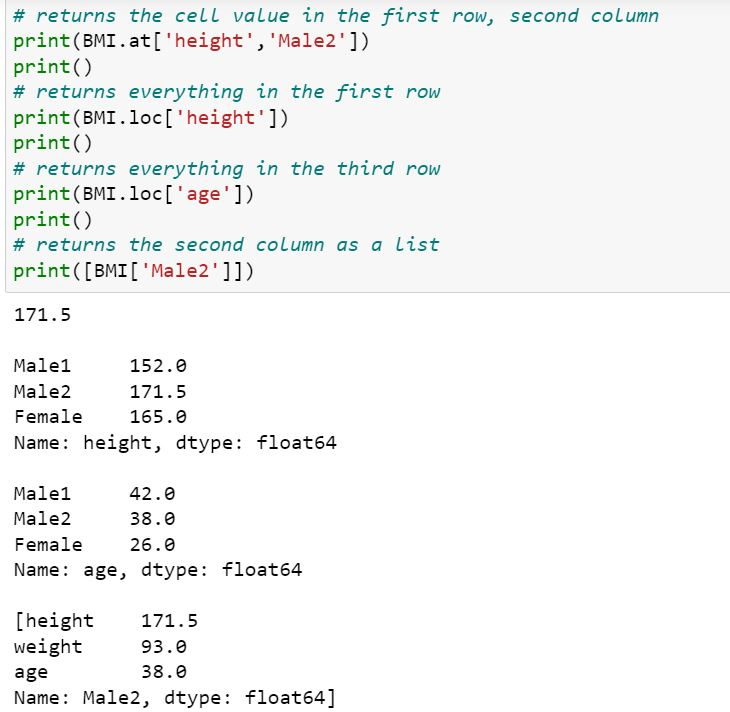 # returns the cell value in the first row, second column
print(BMI.at['height','Male2'])
print()
# returns everything in the first row
print(BMI.loc['height'])
print()
# returns everything in the third row
print(BMI.loc['age'])
print()
# returns the second column as a list
print([BMI['Male2']])
171.5
Male1     152.0
Male2     171.5
Female    165.0
Name: height, dtype: float64
Male1     42.0
Male2     38.0
Female    26.0
Name: age, dtype: float64
[height    171.5
weight     93.0
age        38.0
Name: Male2, dtype: float64]